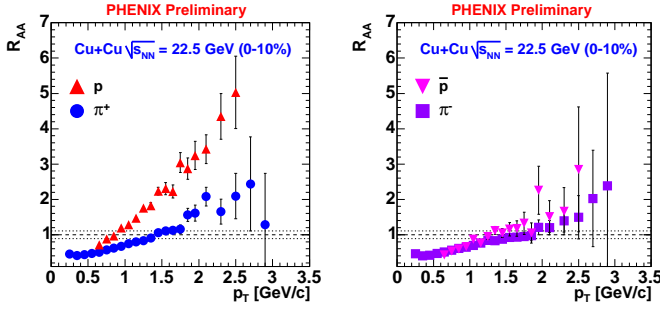 PHENIX Preliminary
R_AA
Cu+Cu √s_NN = 22.5 GeV (0-10%)
p
π+
7
6
5
4
3
2
1
0 0.5 1 1.5 2 2.5 3 3.5
p_T [GeV/c]
PHENIX Preliminary
R_AA
Cu+Cu √s_NN = 22.5 GeV (0-10%)
p̅
π-
7
6
5
4
3
2
1
0 0.5 1 1.5 2 2.5 3 3.5
p_T [GeV/c]